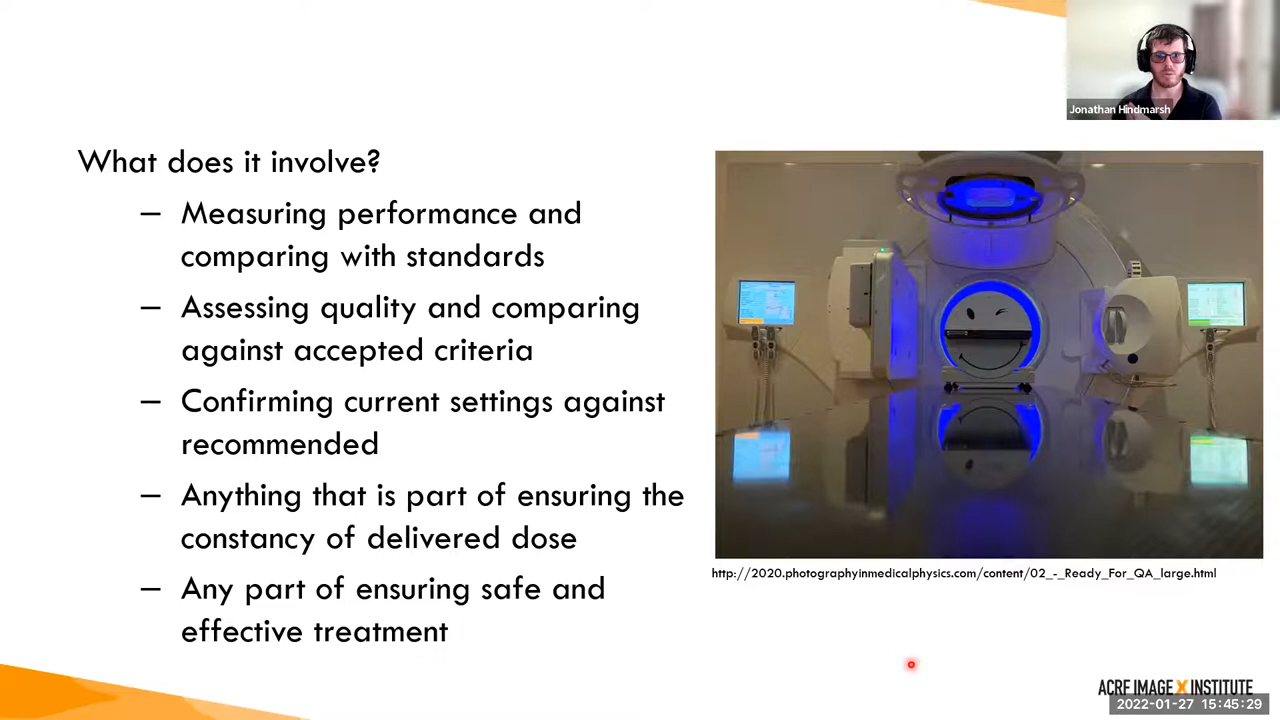 Jonathan Hindmarsh
What does it involve?
– Measuring performance and
comparing with standards
– Assessing quality and comparing
against accepted criteria
– Confirming current settings against
recommended
– Anything that is part of ensuring the
constancy of delivered dose
– Any part of ensuring safe and
effective treatment
http://2020.photographyinmedicalphysics.com/content/02_-_Ready_For_QA_large.html
ACRF IMAGE X INSTITUTE
2022-01-27 15:45:29